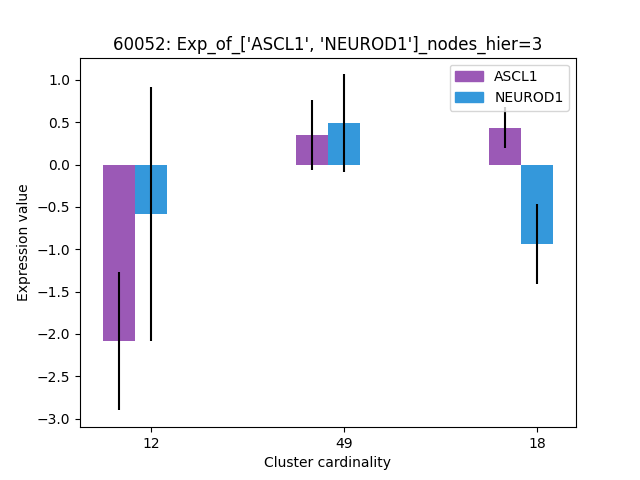 60052: Exp_of_['ASCL1', 'NEUROD1']_nodes_hier=3
ASCL1
NEUROD1
1.0
0.5
0.0
−0.5
−1.0
−1.5
−2.0
−2.5
−3.0
Expression value
12
49
18
Cluster cardinality